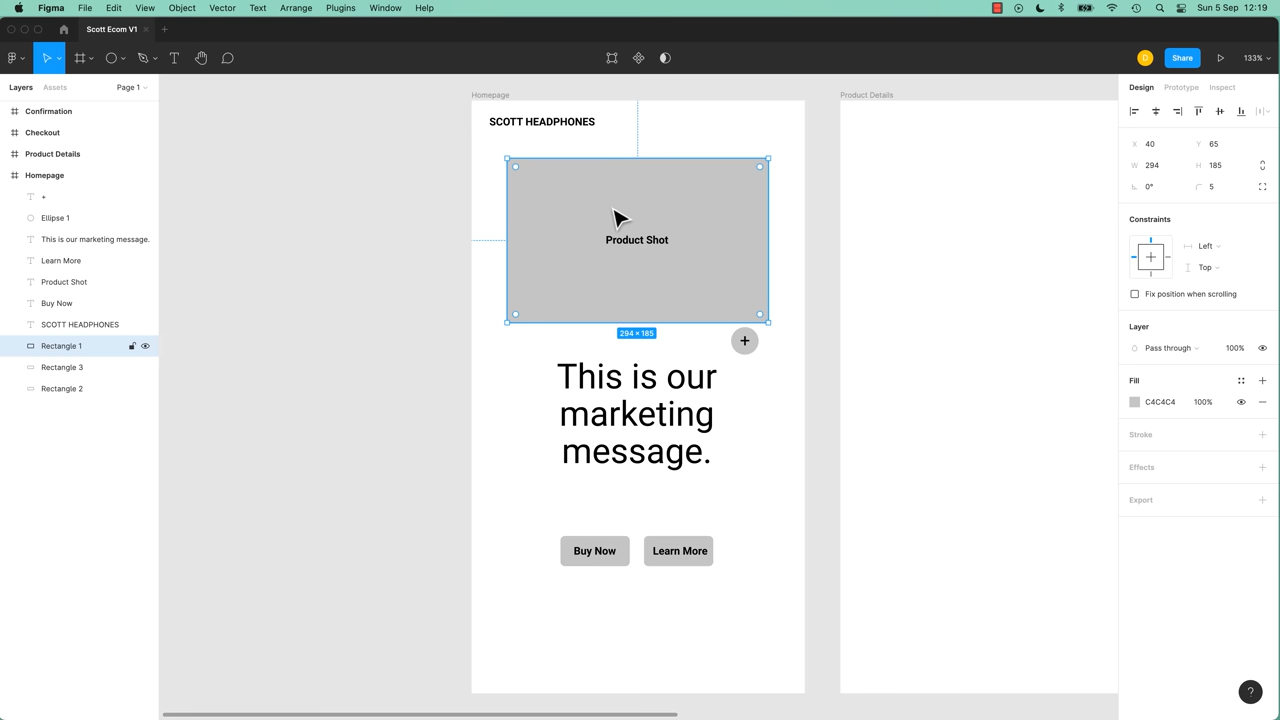 Figma File Edit View Object Vector Text Arrange Plugins Window Help Sun 5 Sep 12:19
Scott Ecom V1
D Share 133%
Layers Assets Page 1
Confirmation
Checkout
Product Details
Homepage
+
Ellipse 1
This is our marketing message.
Learn More
Product Shot
Buy Now
SCOTT HEADPHONES
Rectangle 1
Rectangle 3
Rectangle 2
Homepage
SCOTT HEADPHONES
Product Shot
294 × 185
+
This is our
marketing
message.
Buy Now Learn More
Product Details
Design Prototype Inspect
X 40 Y 65
W 294 H 185
0° 5
Constraints
Left
Top
Fix position when scrolling
Layer
Pass through 100%
Fill
C4C4C4 100%
Stroke
Effects
Export
?